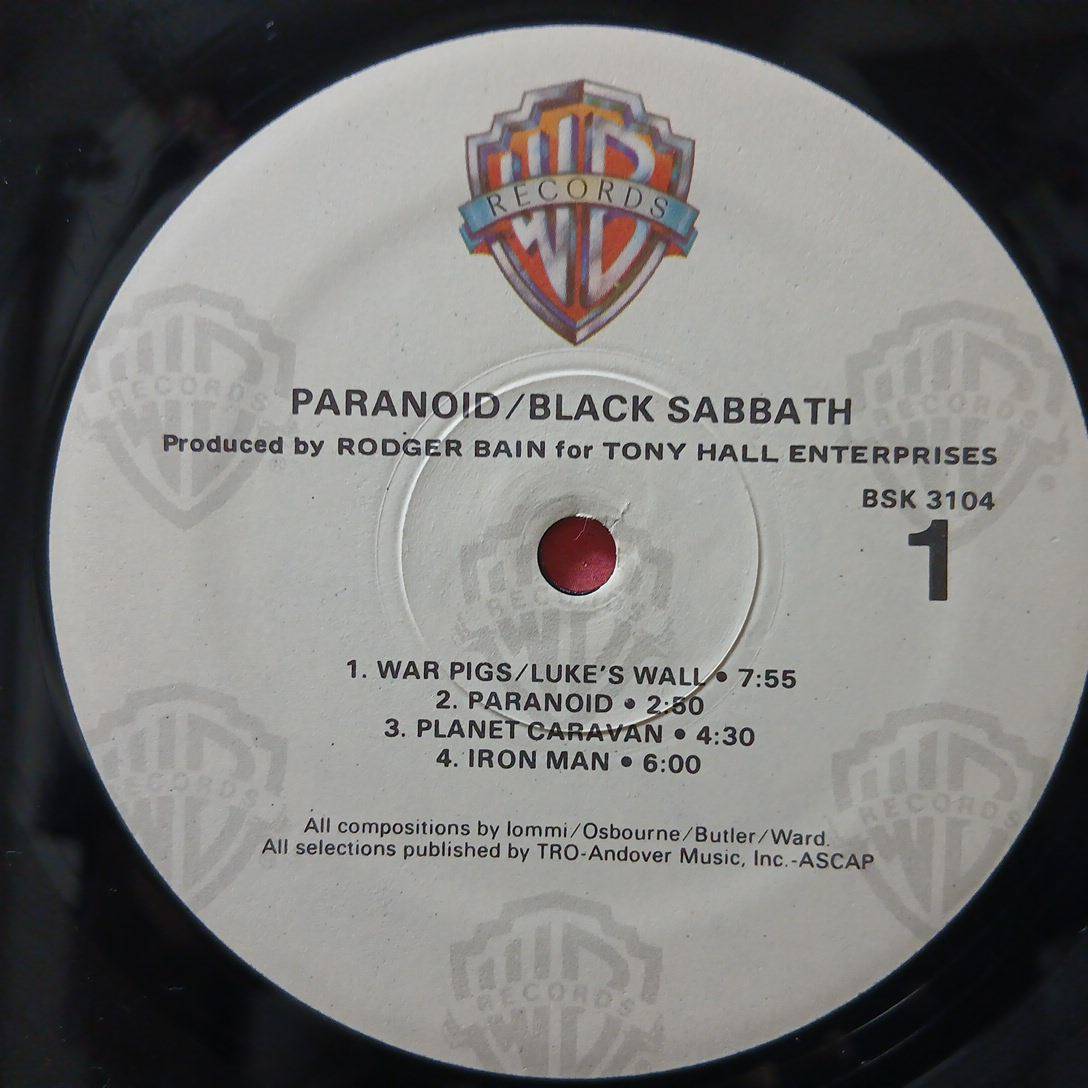 WB
RECORDS
PARANOID/BLACK SABBATH
Produced by RODGER BAIN for TONY HALL ENTERPRISES
BSK 3104
1
1. WAR PIGS/LUKE'S WALL • 7:55
2. PARANOID • 2:50
3. PLANET CARAVAN • 4:30
4. IRON MAN • 6:00
All compositions by Iommi/Osbourne/Butler/Ward.
All selections published by TRO-Andover Music, Inc.-ASCAP